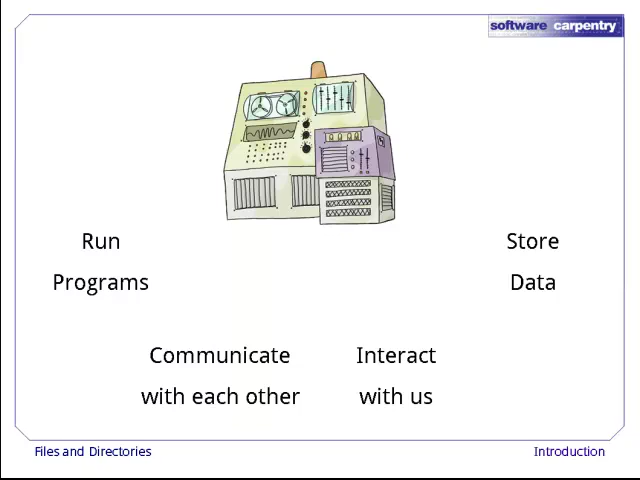 software carpentry
Run
Programs
Store
Data
Communicate
with each other
Interact
with us
Files and Directories
Introduction